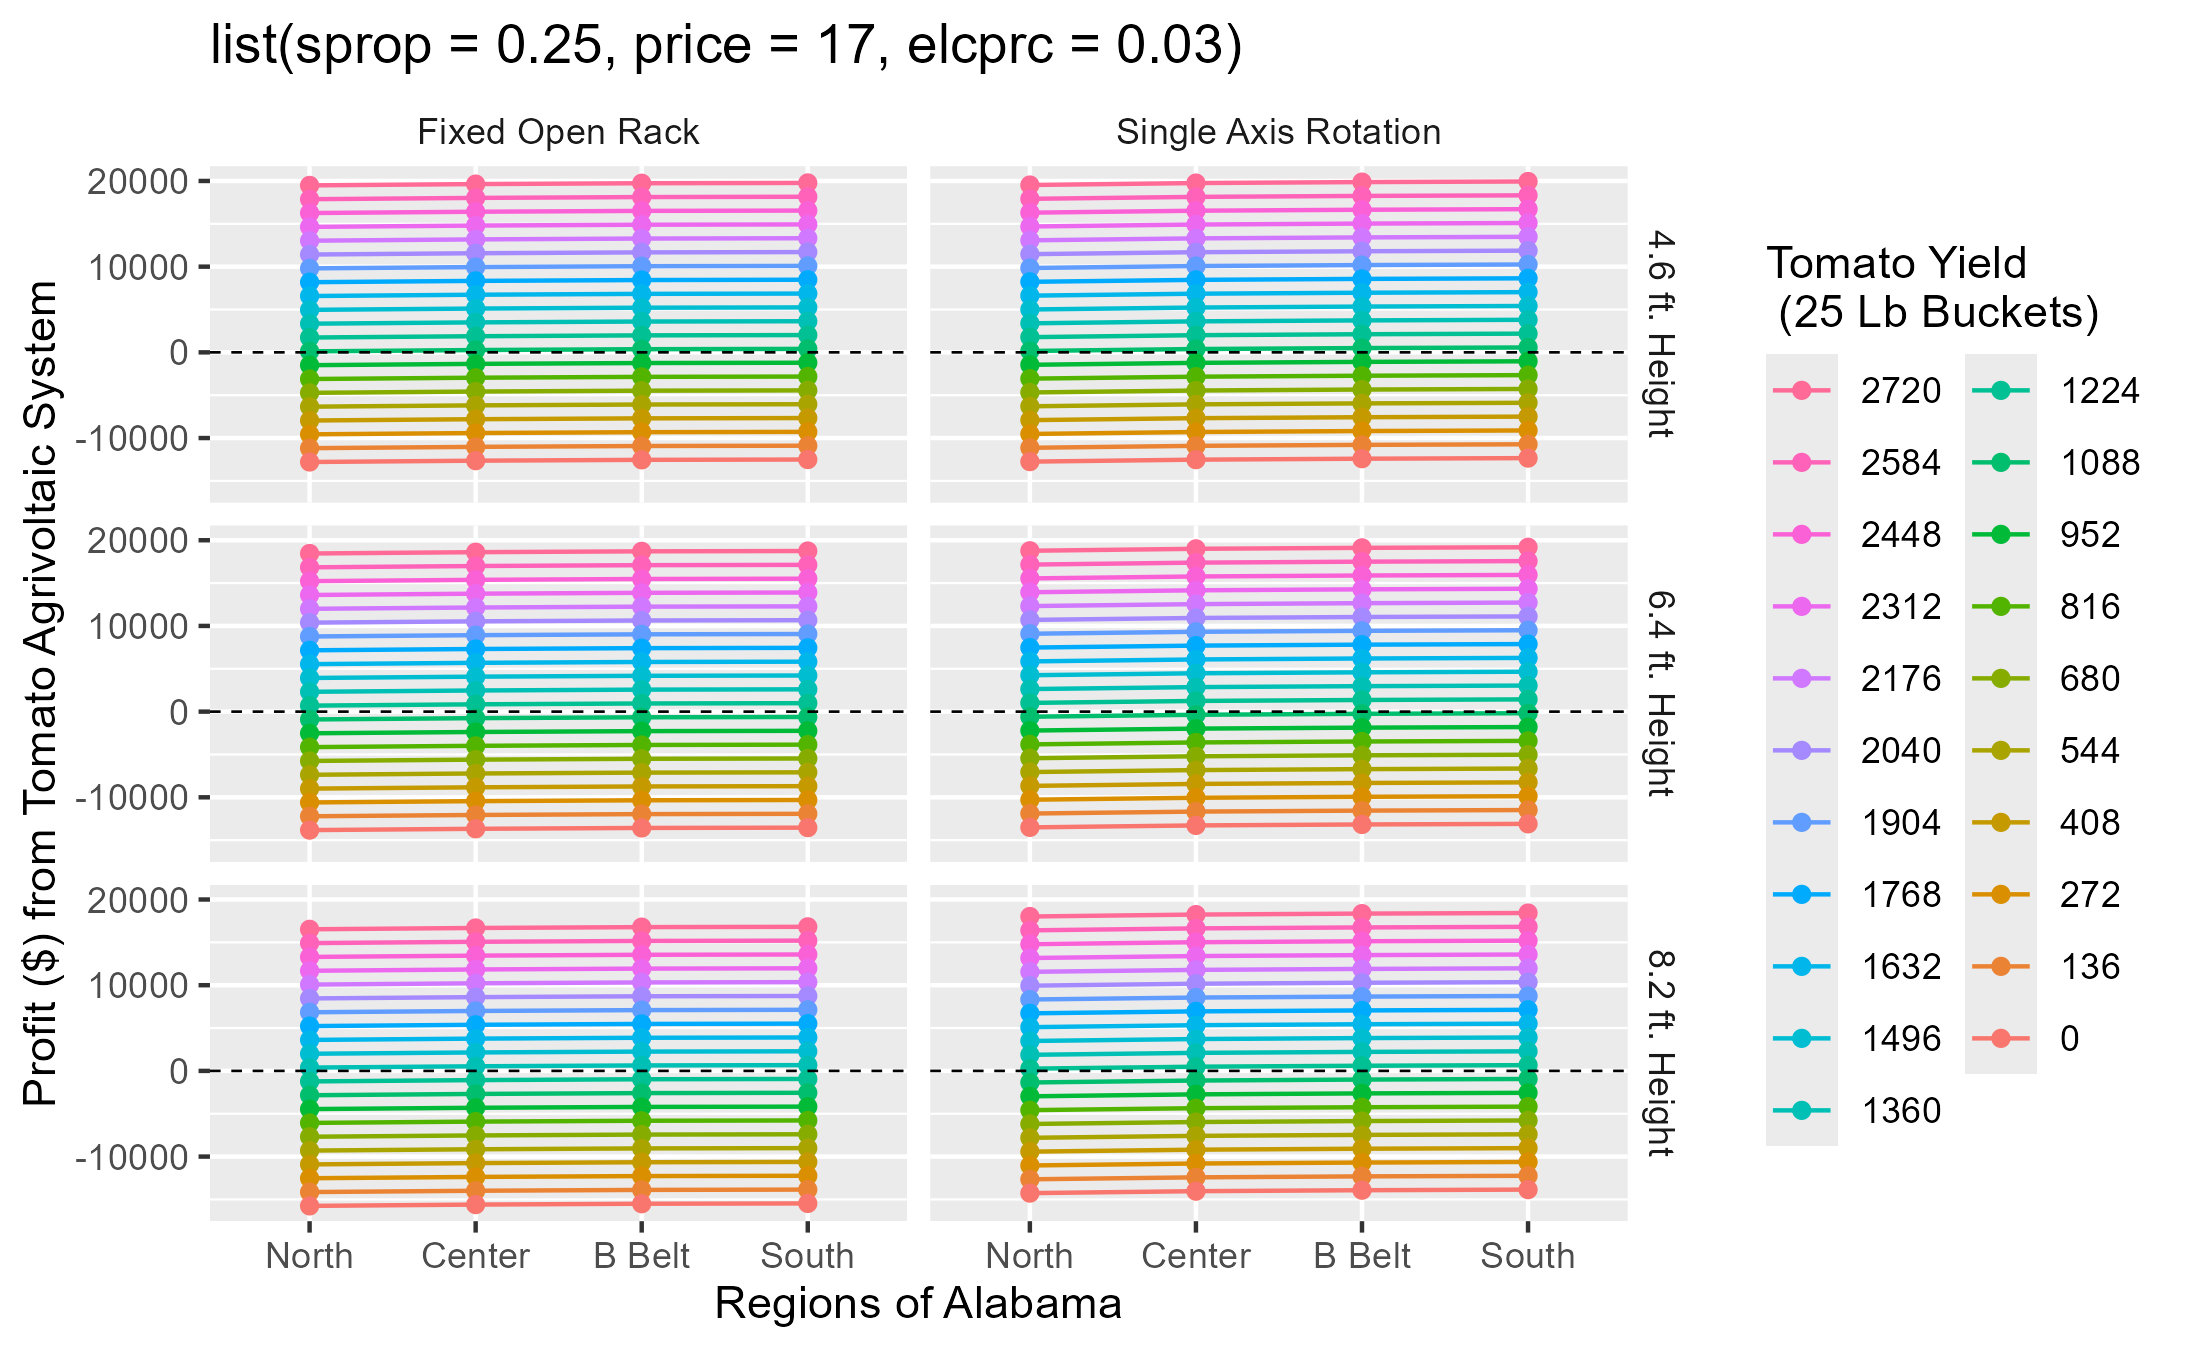 list(sprop = 0.25, price = 17, elcprc = 0.03)
Fixed Open Rack
Single Axis Rotation
Profit ($) from Tomato Agrivoltaic System
20000
10000
0
-10000
4.6 ft. Height
20000
10000
0
-10000
6.4 ft. Height
20000
10000
0
-10000
8.2 ft. Height
North Center B Belt South
North Center B Belt South
Regions of Alabama
Tomato Yield
(25 Lb Buckets)
2720
2584
2448
2312
2176
2040
1904
1768
1632
1496
1360
1224
1088
952
816
680
544
408
272
136
0